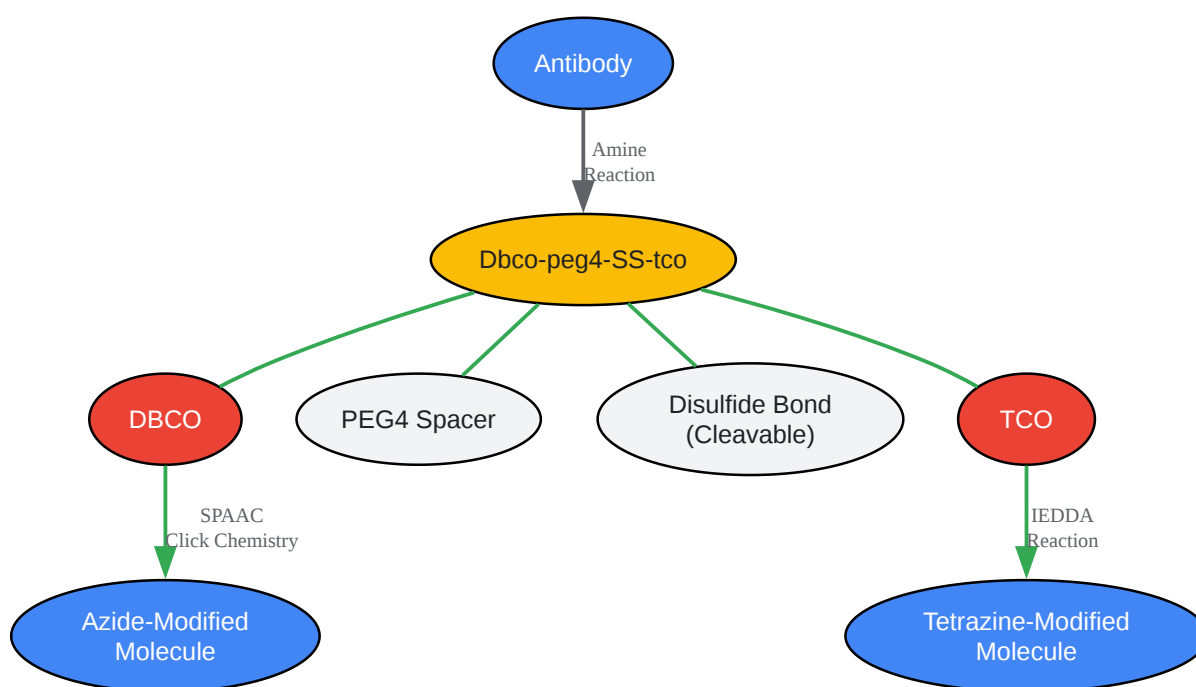 Antibody
Amine
Reaction
Dbco-peg4-SS-tco
DBCO
PEG4 Spacer
Disulfide Bond
(Cleavable)
TCO
SPAAC
Click Chemistry
IEDDA
Reaction
Azide-Modified
Molecule
Tetrazine-Modified
Molecule